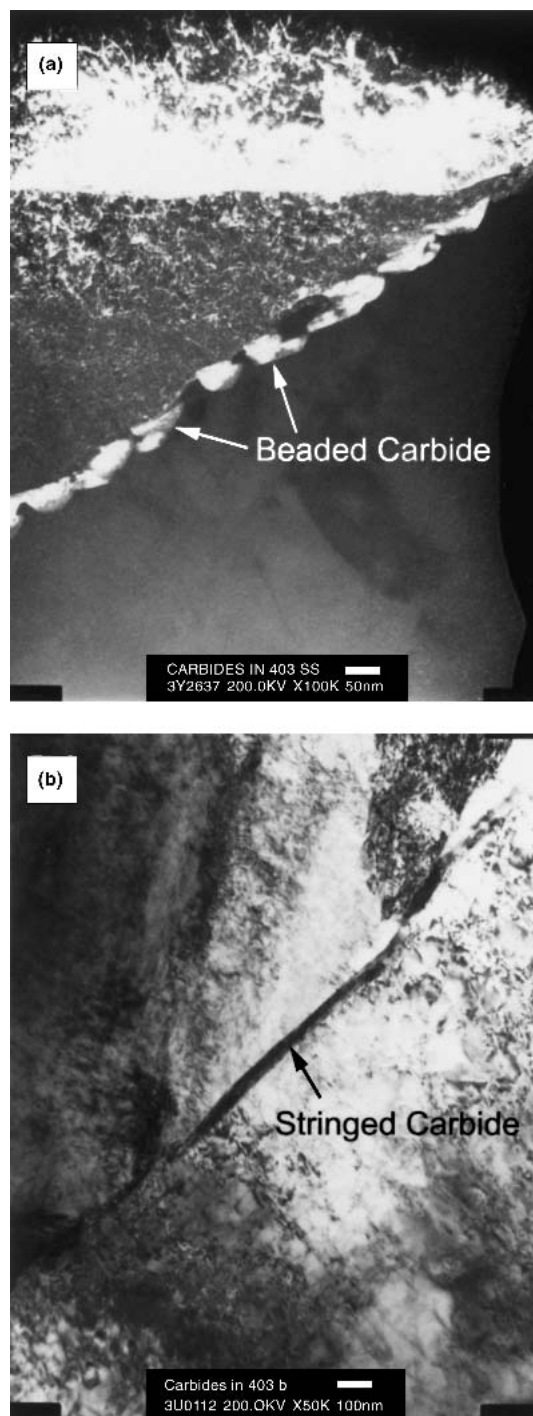 (a)
Beaded Carbide
CARBIDES IN 403 SS
3Y2637 200.0KV X100K 50nm
(b)
Stringed Carbide
Carbides in 403 b
3U0112 200.OKV X50K 100nm